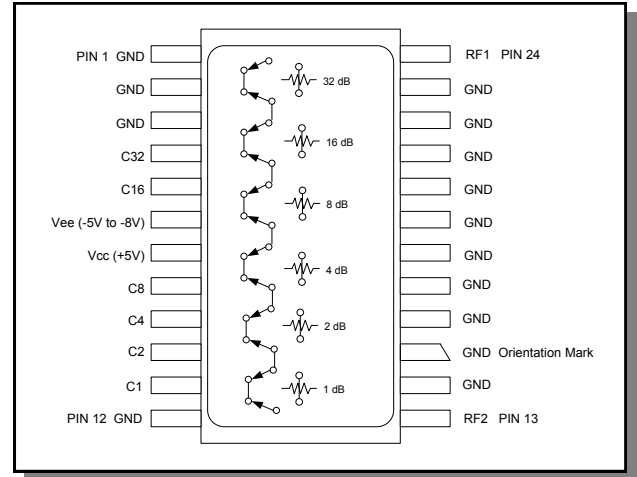 PIN 1 GND
GND
GND
C32
C16
Vee (-5V to -8V)
Vcc (+5V)
C8
C4
C2
C1
PIN 12 GND
32 dB
16 dB
8 dB
4 dB
2 dB
1 dB
RF1 PIN 24
GND
GND
GND
GND
GND
GND
GND
GND
GND Orientation Mark
GND
RF2 PIN 13